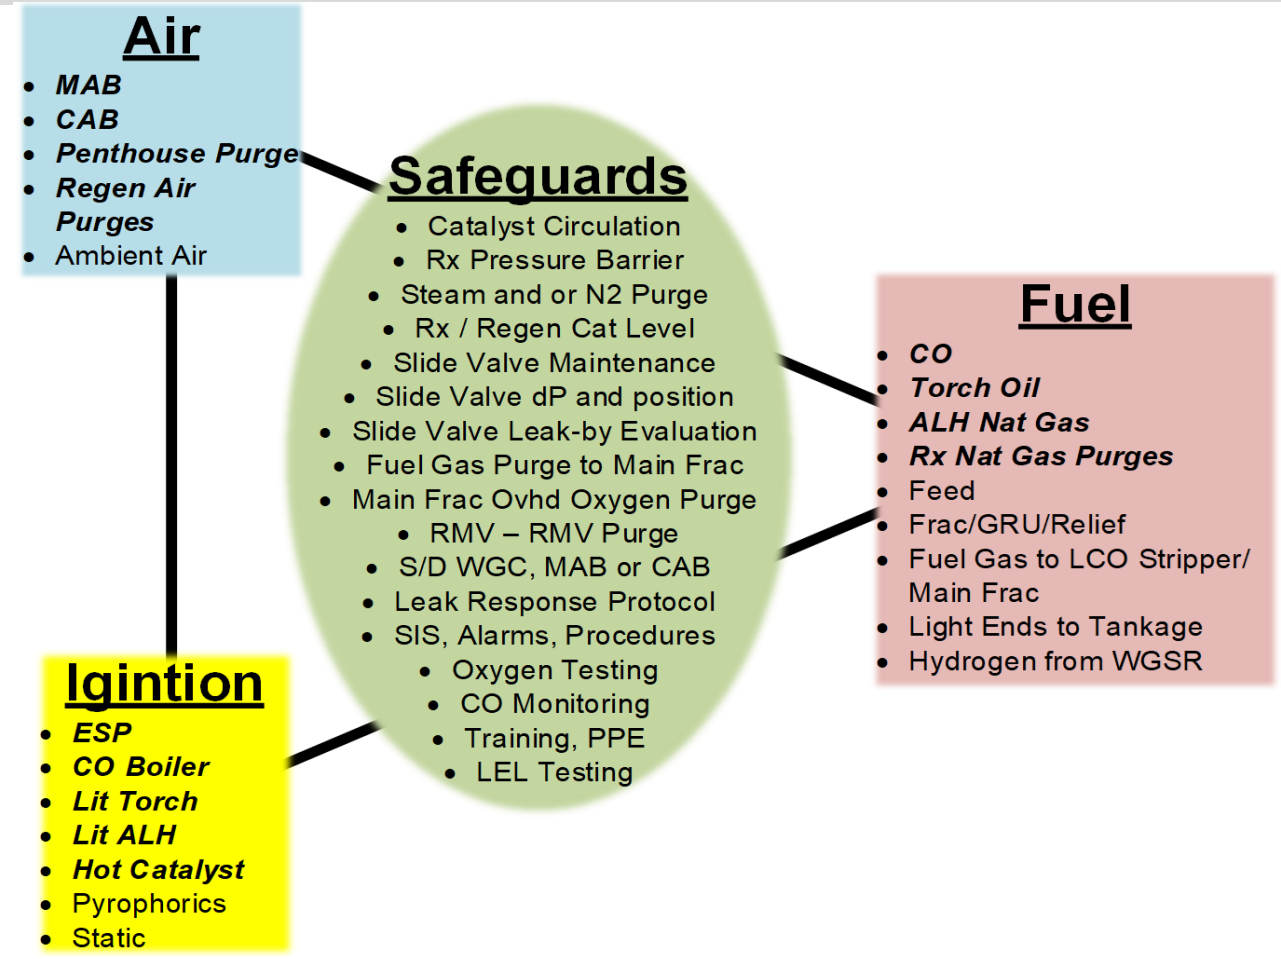 Air
• MAB
• CAB
• Penthouse Purge
• Regen Air
Purges
• Ambient Air
Safeguards
• Catalyst Circulation
• Rx Pressure Barrier
• Steam and or N2 Purge
• Rx / Regen Cat Level
• Slide Valve Maintenance
• Slide Valve dP and position
• Slide Valve Leak-by Evaluation
• Fuel Gas Purge to Main Frac
• Main Frac Ovhd Oxygen Purge
• RMV – RMV Purge
• S/D WGC, MAB or CAB
• Leak Response Protocol
• SIS, Alarms, Procedures
• Oxygen Testing
• CO Monitoring
• Training, PPE
• LEL Testing
Fuel
• CO
• Torch Oil
• ALH Nat Gas
• Rx Nat Gas Purges
• Feed
• Frac/GRU/Relief
• Fuel Gas to LCO Stripper/
Main Frac
• Light Ends to Tankage
• Hydrogen from WGSR
Igintion
• ESP
• CO Boiler
• Lit Torch
• Lit ALH
• Hot Catalyst
• Pyrophorics
• Static